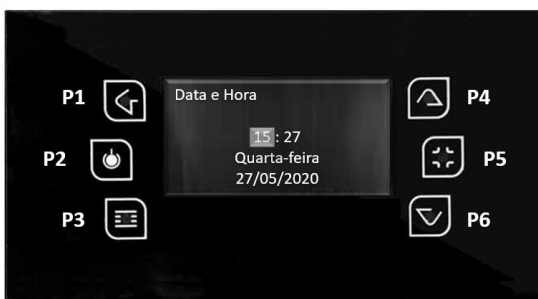 P1
Data e Hora
P4
15 : 27
P2
Quarta-feira
P5
27/05/2020
P3
P6